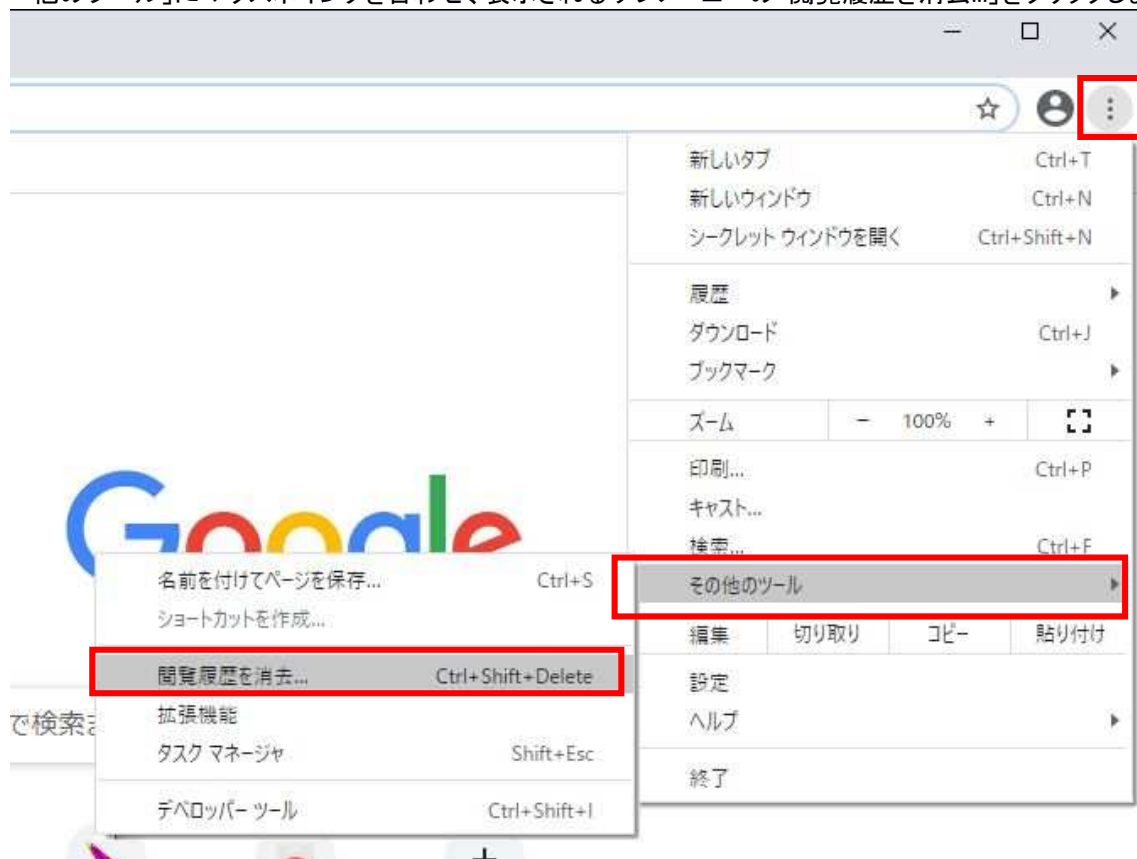 新しいタブ Ctrl+T
新しいウィンドウ Ctrl+N
シークレット ウィンドウを開く Ctrl+Shift+N
履歴
ダウンロード Ctrl+J
ブックマーク
ズーム － 100% ＋
印刷... Ctrl+P
キャスト...
検索... Ctrl+F
その他のツール
編集 切り取り コピー 貼り付け
設定
ヘルプ
終了
Google
名前を付けてページを保存... Ctrl+S
ショートカットを作成...
閲覧履歴を消去... Ctrl+Shift+Delete
拡張機能
タスク マネージャ Shift+Esc
デベロッパー ツール Ctrl+Shift+I
で検索